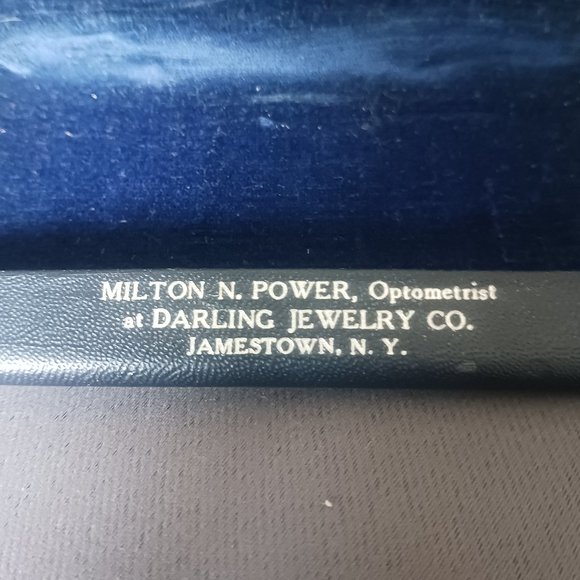 MILTON N. POWER, Optometrist
at DARLING JEWELRY CO.
JAMESTOWN, N. Y.